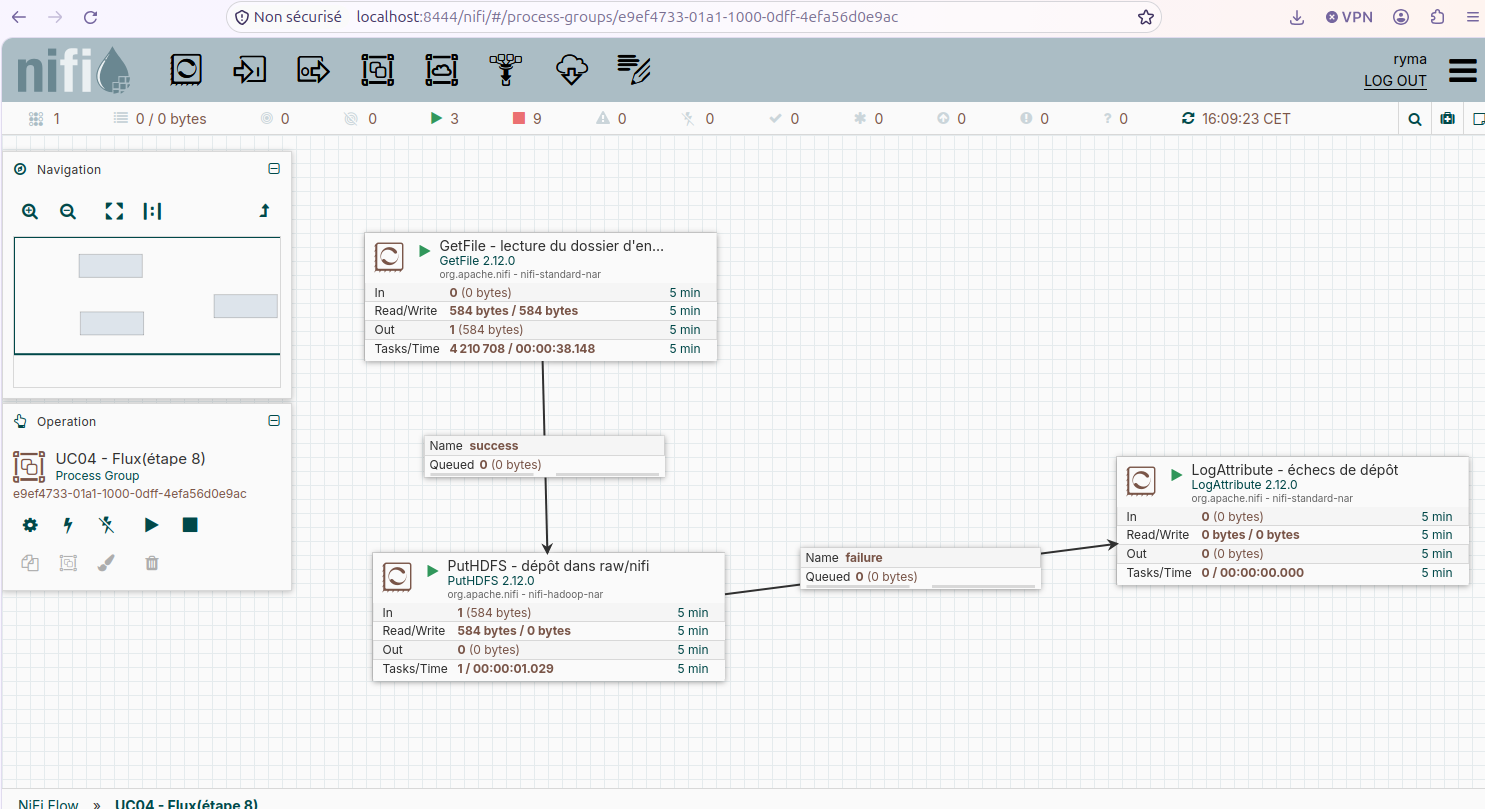 Non sécurisé localhost:8444/nifi/#/process-groups/e9ef4733-01a1-1000-0dff-4efa56d0e9ac
VPN
nifi
ryma
LOG OUT
1 0 / 0 bytes 0 0 3 9 0 0 0 0 0 0 ? 0 16:09:23 CET
Navigation
GetFile - lecture du dossier d'en...
GetFile 2.12.0
org.apache.nifi - nifi-standard-nar
In 0 (0 bytes) 5 min
Read/Write 584 bytes / 584 bytes 5 min
Out 1 (584 bytes) 5 min
Tasks/Time 4 210 708 / 00:00:38.148 5 min
Operation
UC04 - Flux(étape 8)
Process Group
e9ef4733-01a1-1000-0dff-4efa56d0e9ac
Name success
Queued 0 (0 bytes)
LogAttribute - échecs de dépôt
LogAttribute 2.12.0
org.apache.nifi - nifi-standard-nar
In 0 (0 bytes) 5 min
Read/Write 0 bytes / 0 bytes 5 min
Out 0 (0 bytes) 5 min
Tasks/Time 0 / 00:00:00.000 5 min
Name failure
Queued 0 (0 bytes)
PutHDFS - dépôt dans raw/nifi
PutHDFS 2.12.0
org.apache.nifi - nifi-hadoop-nar
In 1 (584 bytes) 5 min
Read/Write 584 bytes / 0 bytes 5 min
Out 0 (0 bytes) 5 min
Tasks/Time 1 / 00:00:01.029 5 min
NiFi Flow » UC04 - Flux(étape 8)